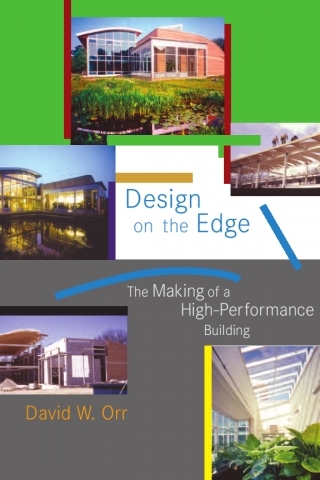 Design
on the Edge
The Making of a
High-Performance
Building
David W. Orr